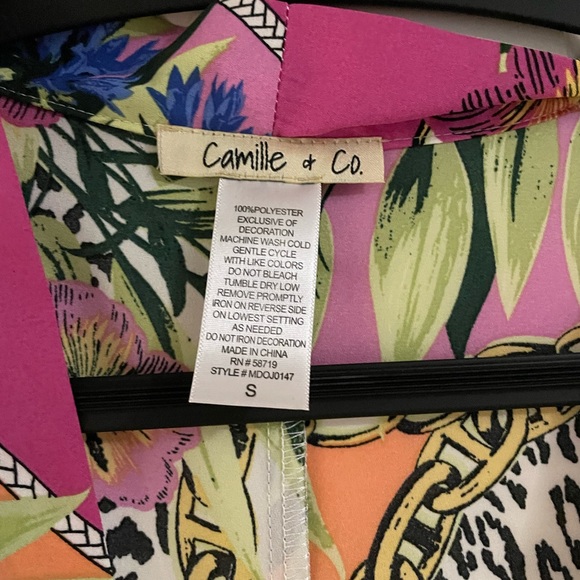 Camille & Co.
100%POLYESTER
EXCLUSIVE OF
DECORATION
MACHINE WASH COLD
GENTLE CYCLE
WITH LIKE COLORS
DO NOT BLEACH
TUMBLE DRY LOW
REMOVE PROMPTLY
IRON ON REVERSE SIDE
ON LOWEST SETTING
AS NEEDED
DO NOT IRON DECORATION
MADE IN CHINA
RN # 58719
STYLE # MDOJ0147
S